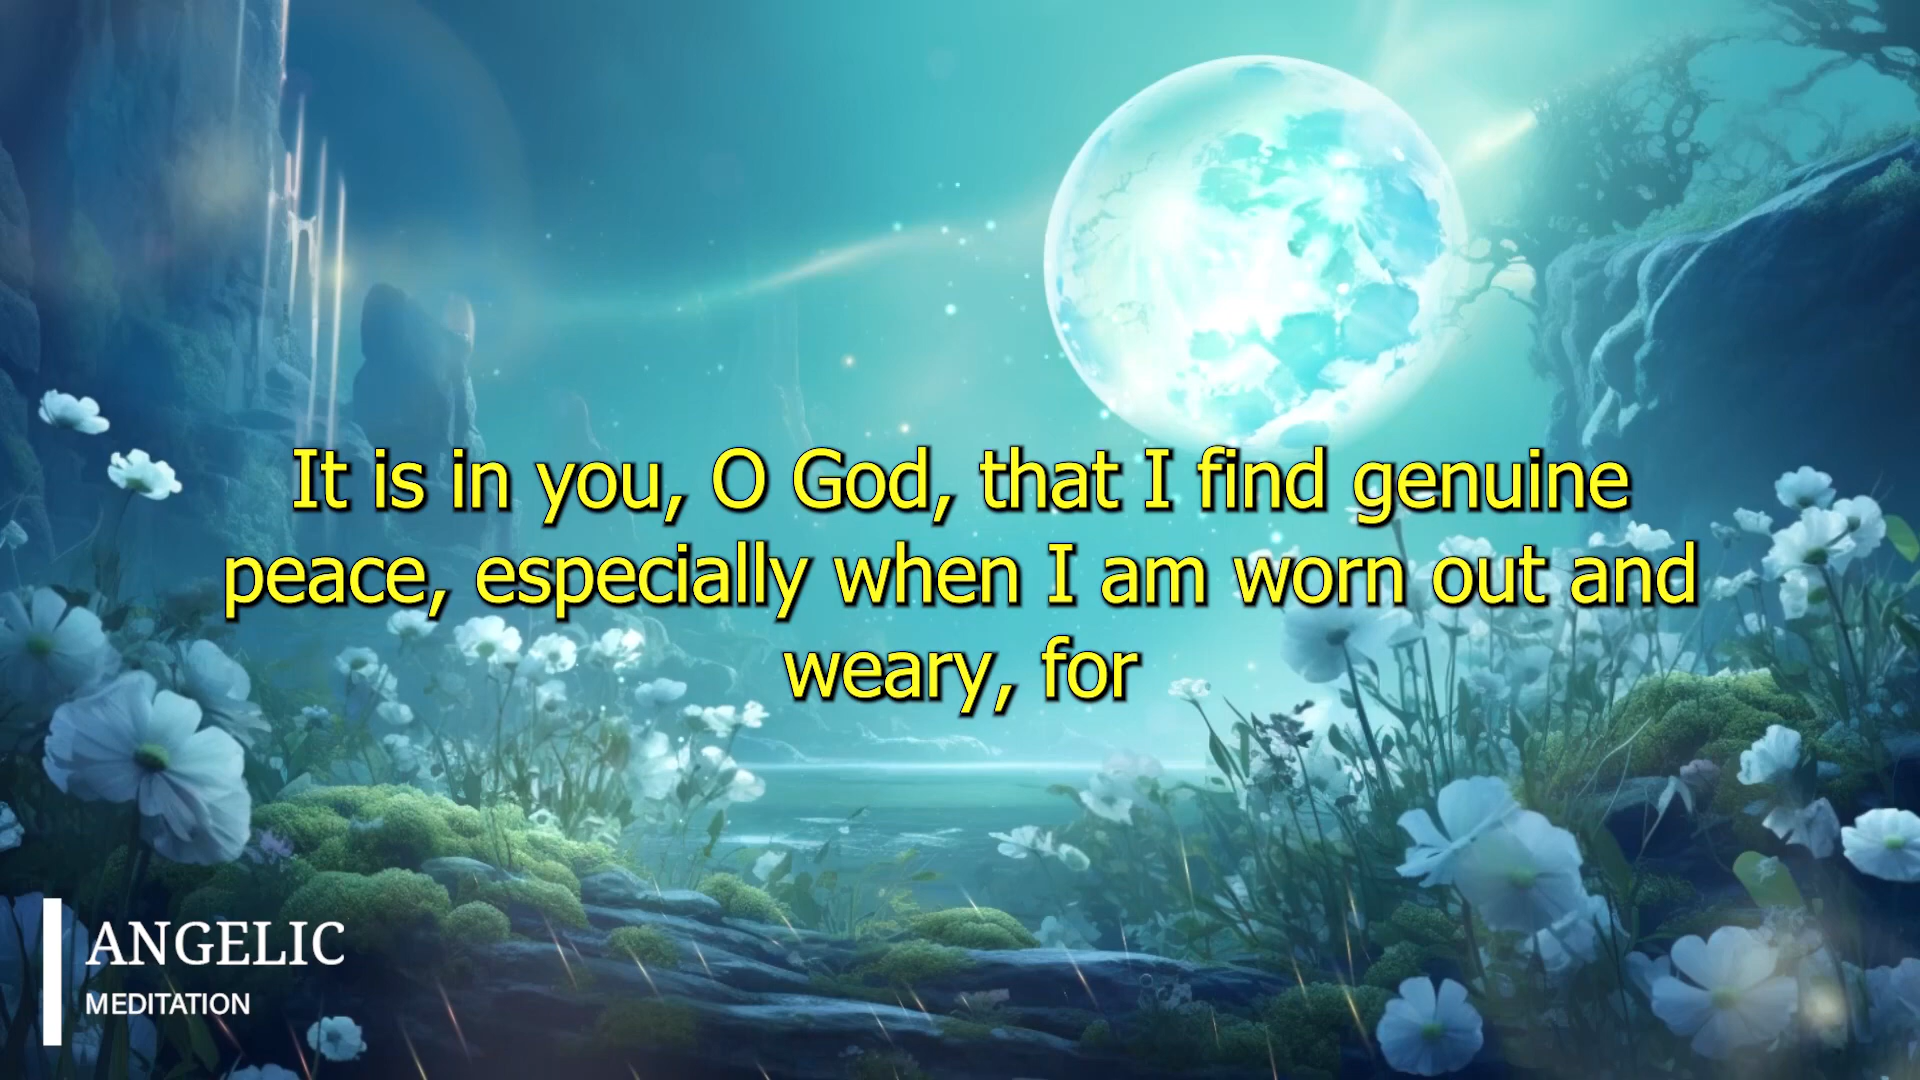 It is in you, O God, that I find genuine
peace, especially when I am worn out and
weary, for
ANGELIC
MEDITATION